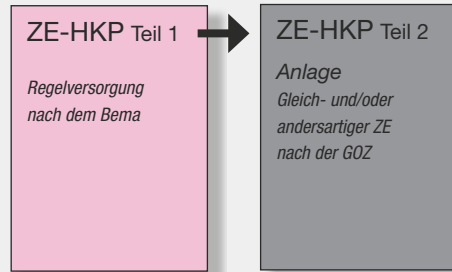 ZE-HKP Teil 1
Regelversorgung
nach dem Bema
ZE-HKP Teil 2
Anlage
Gleich- und/oder
andersartiger ZE
nach der GOZ